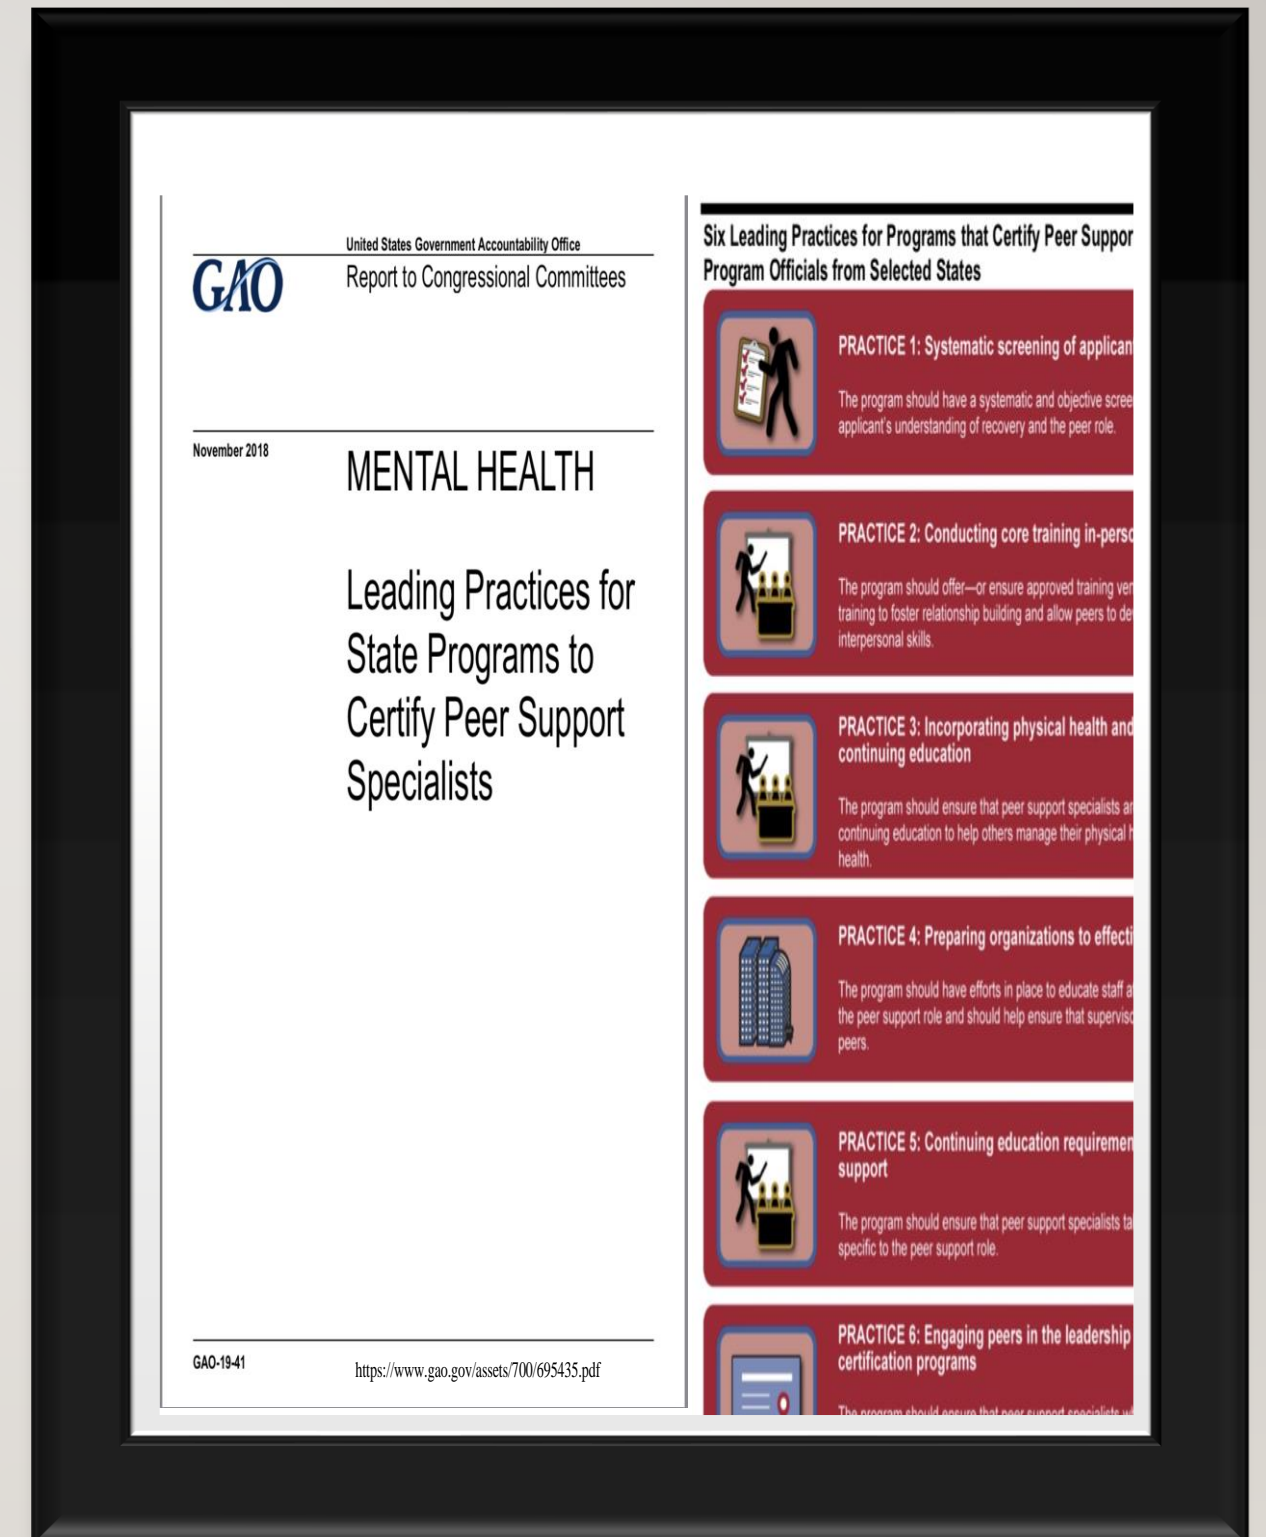 United States Government Accountability Office
GAO
Report to Congressional Committees
November 2018
MENTAL HEALTH
Leading Practices for
State Programs to
Certify Peer Support
Specialists
GAO-19-41
https://www.gao.gov/assets/700/695435.pdf
Six Leading Practices for Programs that Certify Peer Suppor
Program Officials from Selected States
PRACTICE 1: Systematic screening of applican
The program should have a systematic and objective scree
applicant's understanding of recovery and the peer role.
PRACTICE 2: Conducting core training in-perso
The program should offer—or ensure approved training ven
training to foster relationship building and allow peers to de
interpersonal skills.
PRACTICE 3: Incorporating physical health and
continuing education
The program should ensure that peer support specialists ar
continuing education to help others manage their physical h
health.
PRACTICE 4: Preparing organizations to effecti
The program should have efforts in place to educate staff a
the peer support role and should help ensure that superviso
peers.
PRACTICE 5: Continuing education requiremen
support
The program should ensure that peer support specialists ta
specific to the peer support role.
PRACTICE 6: Engaging peers in the leadership
certification programs
The program should ensure that peer support specialists w